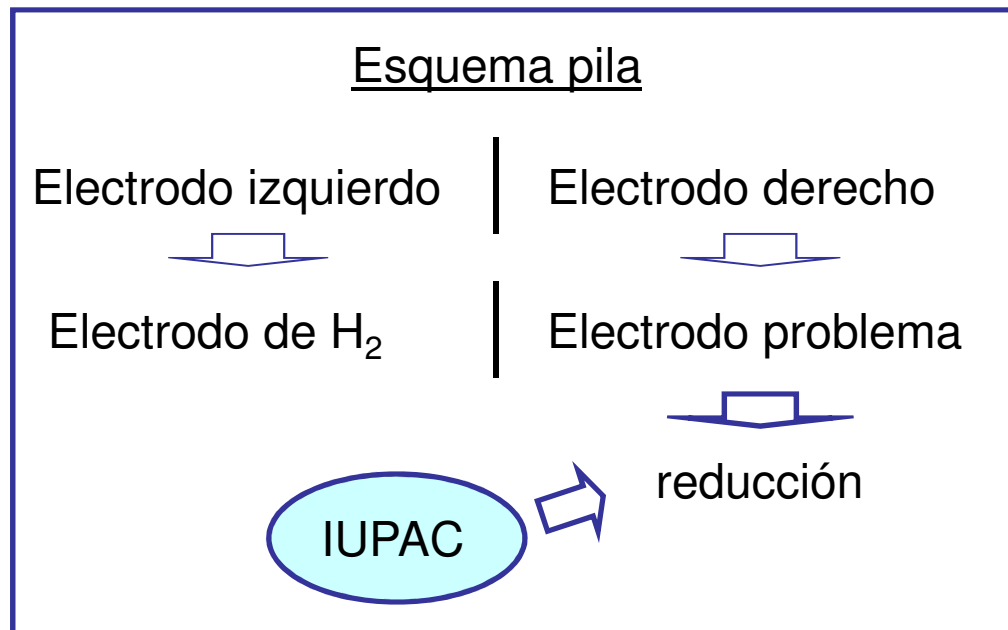 Esquema pila
Electrodo izquierdo Electrodo derecho
Electrodo de H₂ Electrodo problema
reducción
IUPAC